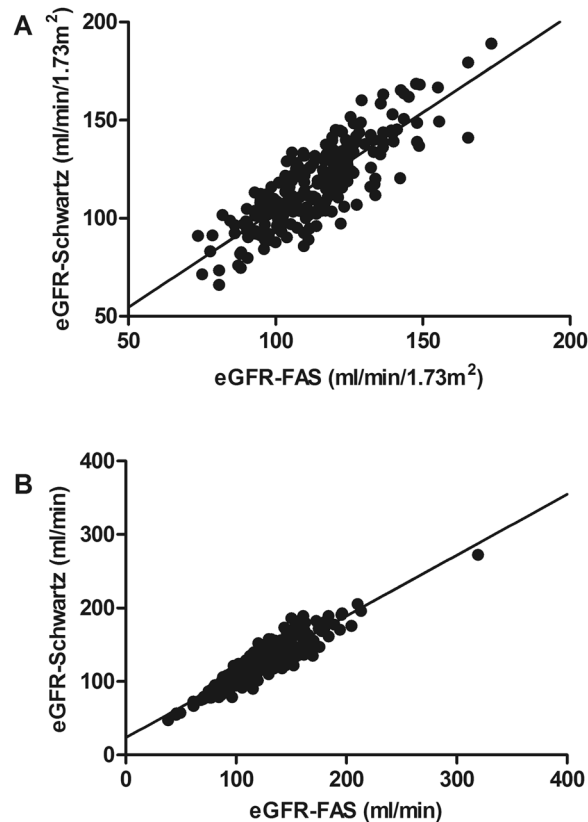 A
200
150
100
50
eGFR-Schwartz (ml/min/1.73m²)
50 100 150 200
eGFR-FAS (ml/min/1.73m²)
B
400
300
200
100
0
eGFR-Schwartz (ml/min)
0 100 200 300 400
eGFR-FAS (ml/min)